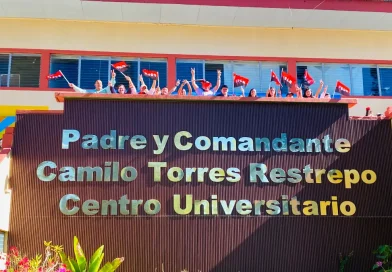 Padre y Comandante
Camilo Torres Restrepo
Centro Universitario